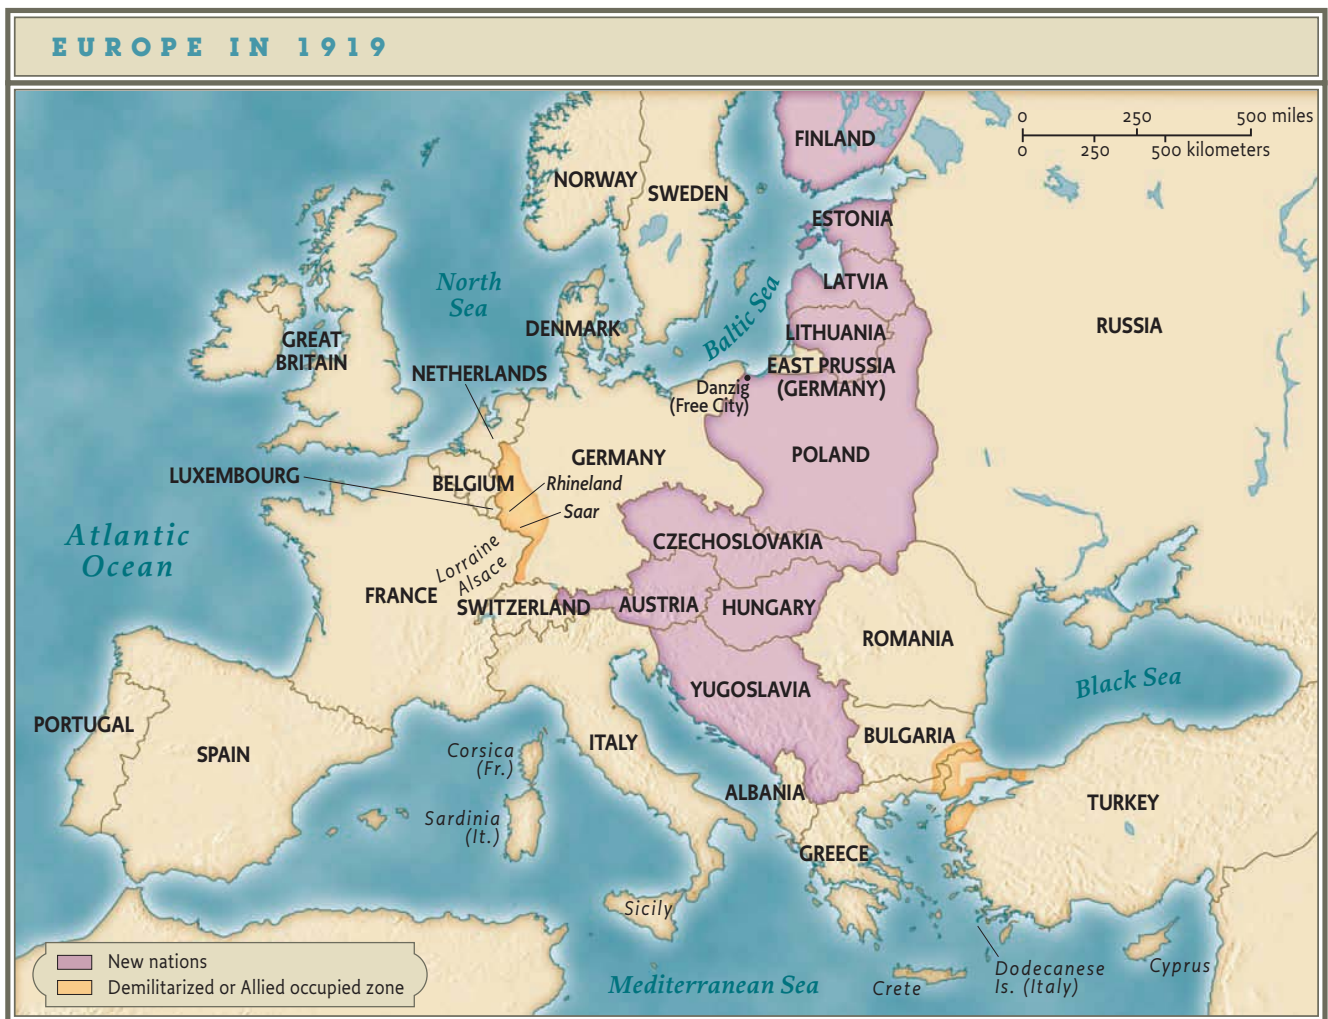 EUROPE IN 1919
0 250 500 miles
0 250 500 kilometers
FINLAND
NORWAY
SWEDEN
ESTONIA
North
Sea
LATVIA
Baltic Sea
RUSSIA
DENMARK
LITHUANIA
GREAT
BRITAIN
NETHERLANDS
EAST PRUSSIA
(GERMANY)
Danzig
(Free City)
GERMANY
POLAND
LUXEMBOURG
BELGIUM
Rhineland
Saar
Atlantic
Ocean
Lorraine
Alsace
CZECHOSLOVAKIA
FRANCE
SWITZERLAND
AUSTRIA
HUNGARY
ROMANIA
YUGOSLAVIA
Black Sea
PORTUGAL
SPAIN
Corsica
(Fr.)
ITALY
BULGARIA
ALBANIA
TURKEY
Sardinia
(It.)
GREECE
Sicily
New nations
Demilitarized or Allied occupied zone
Mediterranean Sea
Crete
Dodecanese
Is. (Italy)
Cyprus